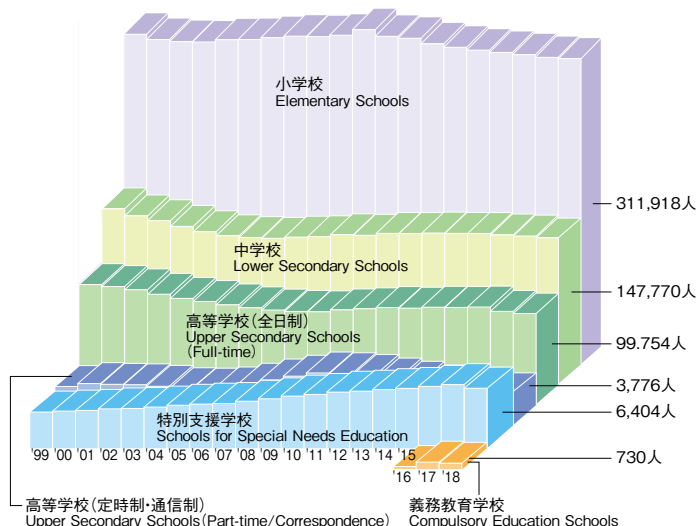 小学校
Elementary Schools
311,918人
中学校
Lower Secondary Schools
147,770人
高等学校(全日制)
Upper Secondary Schools
(Full-time)
99.754人
3,776人
6,404人
特別支援学校
Schools for Special Needs Education
'99 '00 '01 '02 '03 '04 '05 '06 '07 '08 '09 '10 '11 '12 '13 '14 '15
'16 '17 '18
730人
高等学校(定時制・通信制)
Upper Secondary Schools(Part-time/Correspondence)
義務教育学校
Compulsory Education Schools